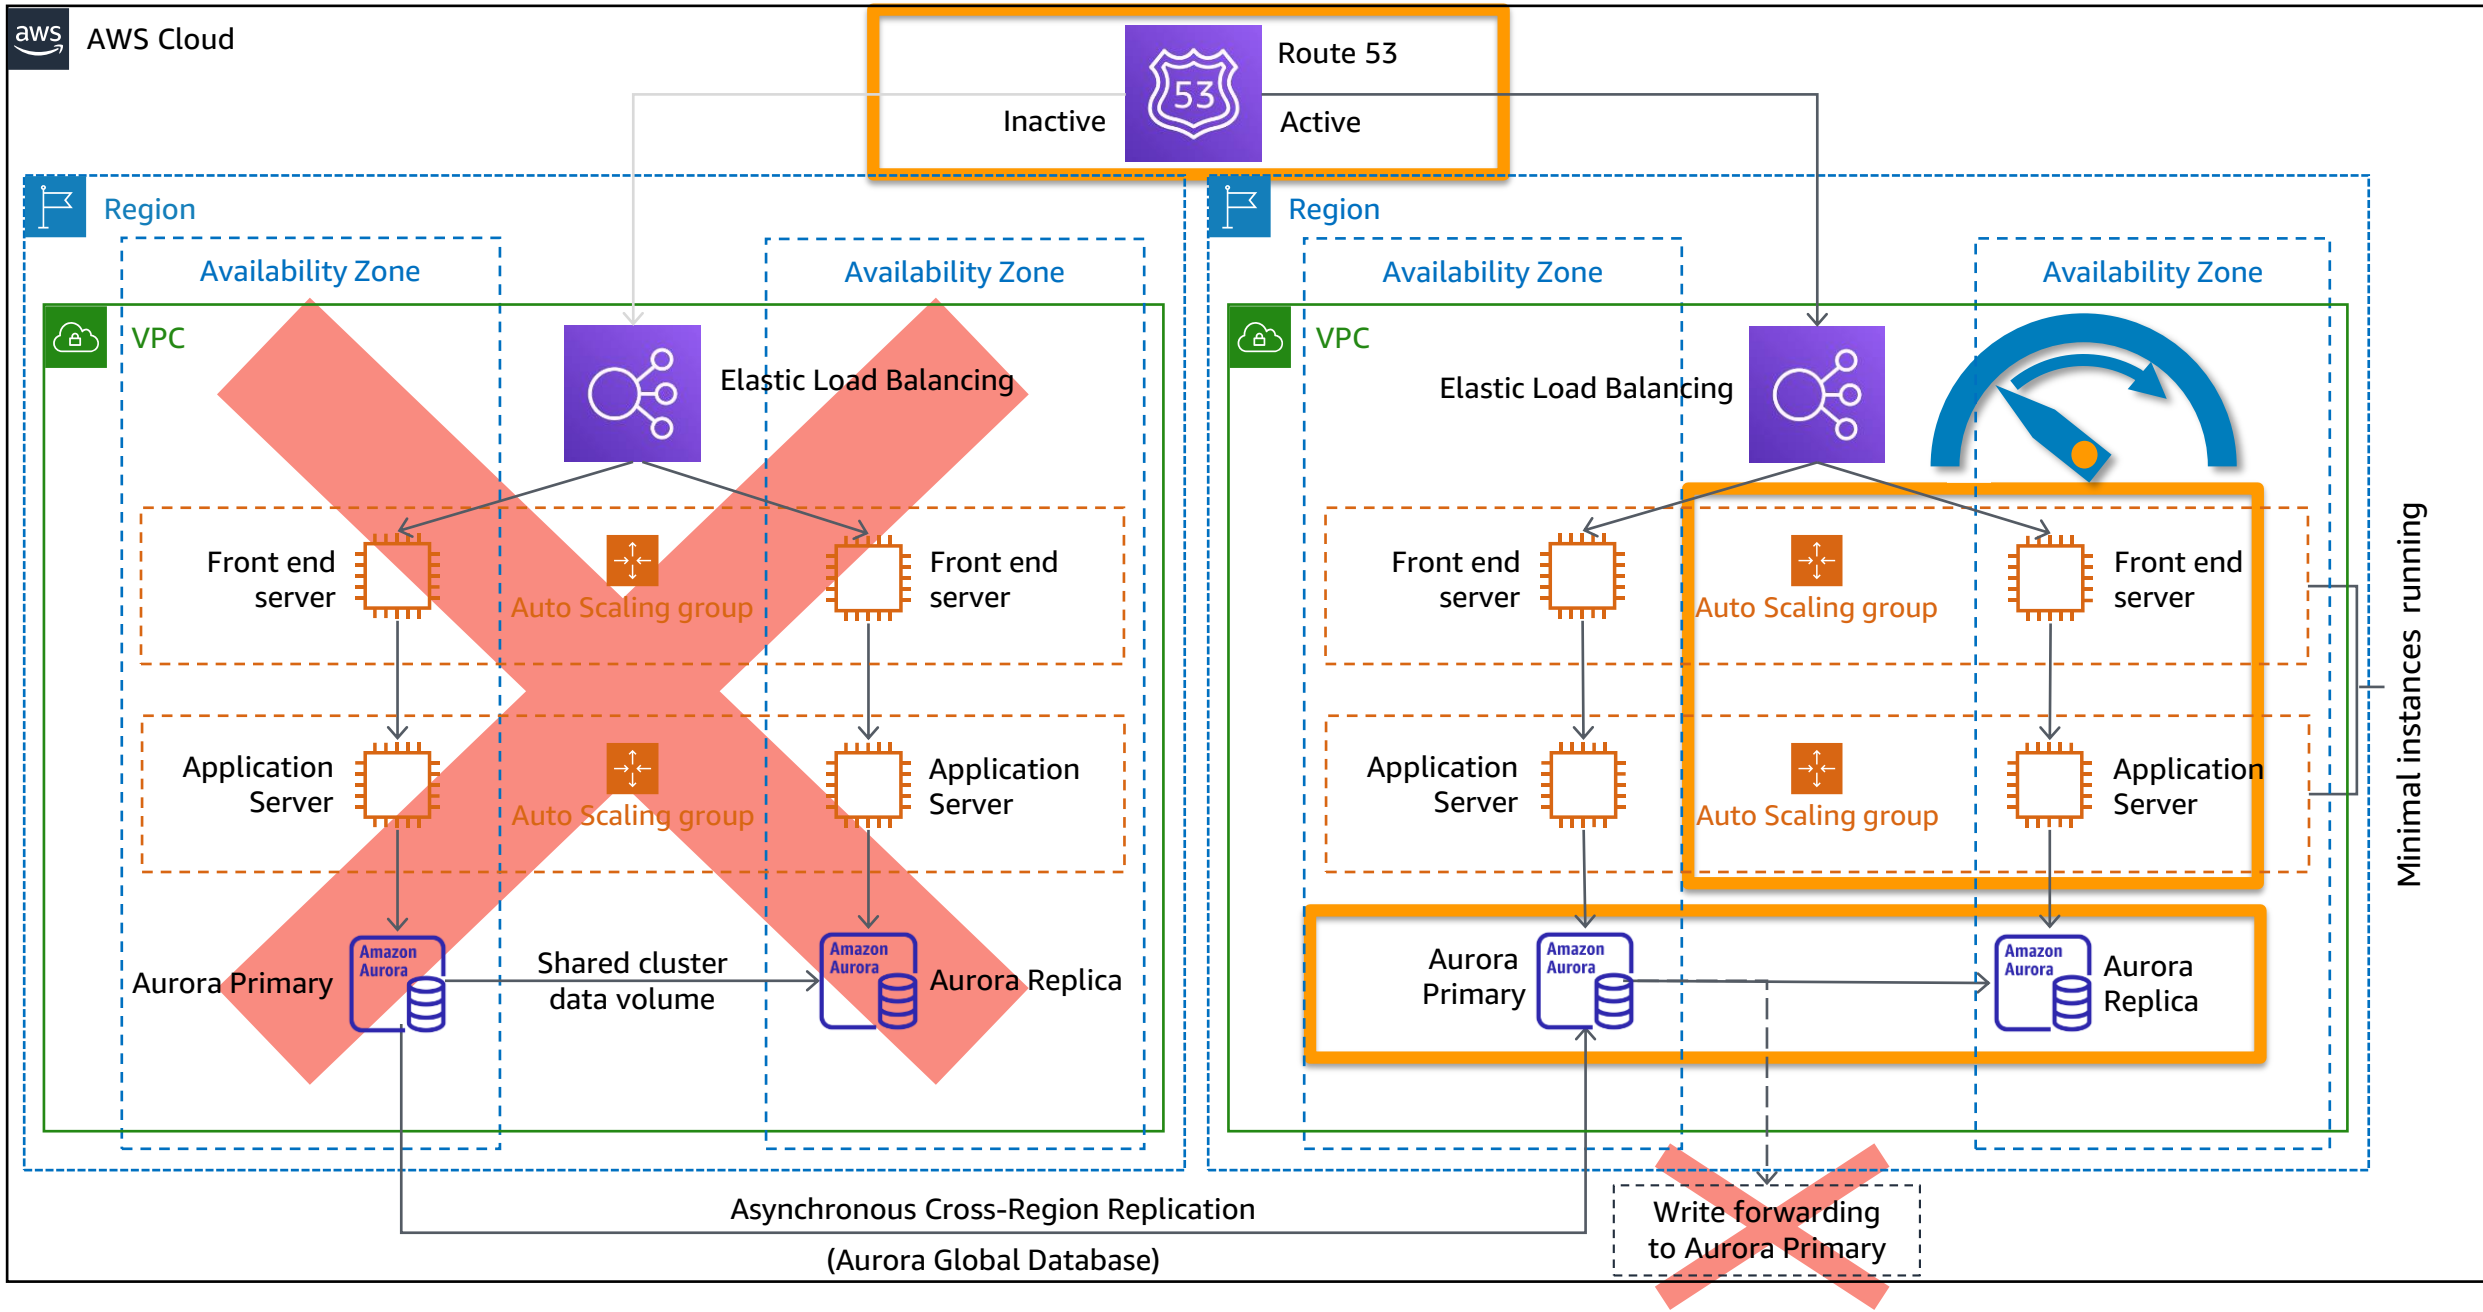 aws
AWS Cloud
Route 53
53
Inactive
Active
Region
Availability Zone
Availability Zone
VPC
Elastic Load Balancing
Front end
server
Auto Scaling group
Front end
server
Application
Server
Auto Scaling group
Application
Server
Aurora Primary
Amazon
Aurora
Shared cluster
data volume
Amazon
Aurora
Aurora Replica
Region
Availability Zone
Availability Zone
VPC
Elastic Load Balancing
Front end
server
Auto Scaling group
Front end
server
Application
Server
Auto Scaling group
Application
Server
Minimal instances running
Aurora
Primary
Amazon
Aurora
Amazon
Aurora
Aurora
Replica
Asynchronous Cross-Region Replication
(Aurora Global Database)
Write forwarding
to Aurora Primary